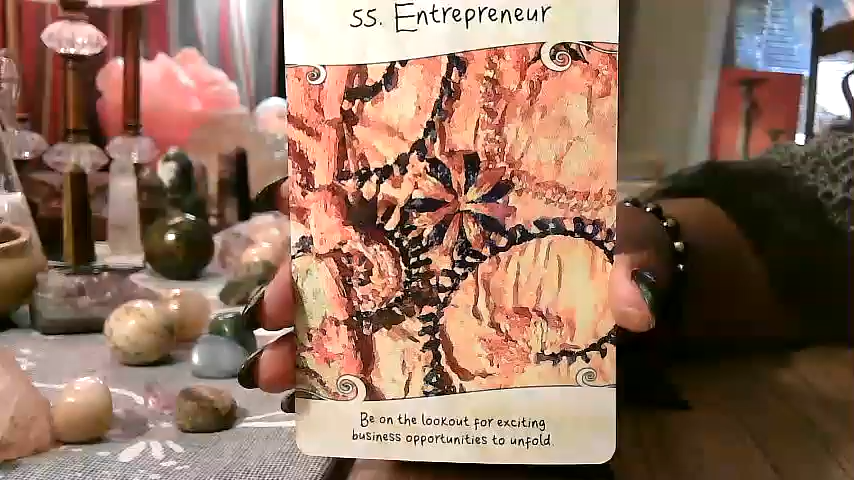 55. Entrepreneur
Be on the lookout for exciting
business opportunities to unfold.